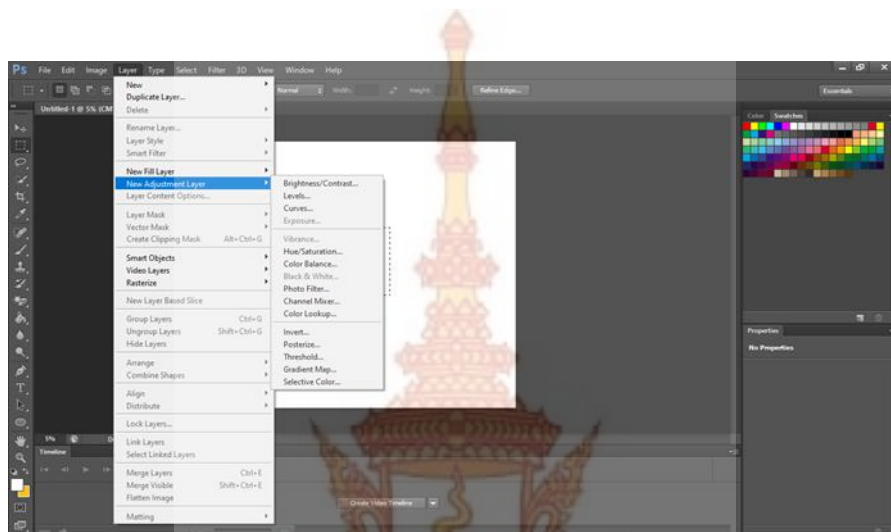 Ps File Edit Image Layer Type Select Filter 3D View Window Help
Normal Width: Height: Refine Edge... Essentials
Untitled-1 @ 5% (CM
New
Duplicate Layer...
Delete
Rename Layer...
Layer Style
Smart Filter
New Fill Layer
New Adjustment Layer
Layer Content Options...
Layer Mask
Vector Mask
Create Clipping Mask Alt+Ctrl+G
Smart Objects
Video Layers
Rasterize
New Layer Based Slice
Group Layers Ctrl+G
Ungroup Layers Shift+Ctrl+G
Hide Layers
Arrange
Combine Shapes
Align
Distribute
Lock Layers...
Link Layers
Select Linked Layers
Merge Layers Ctrl+E
Merge Visible Shift+Ctrl+E
Flatten Image
Matting
Brightness/Contrast...
Levels...
Curves...
Exposure...
Vibrance...
Hue/Saturation...
Color Balance...
Black & White...
Photo Filter...
Channel Mixer...
Color Lookup...
Invert...
Posterize...
Threshold...
Gradient Map...
Selective Color...
Color Swatches
Properties
No Properties
5%
Timeline
Create Video Timeline